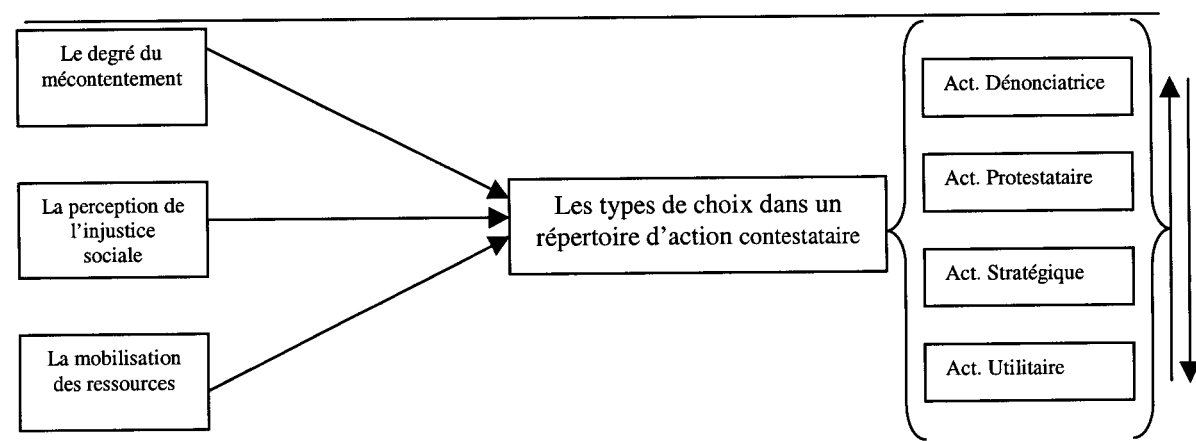 Le degré du
mécontentement
La perception de
l'injustice
sociale
La mobilisation
des ressources
Les types de choix dans un
répertoire d'action contestataire
Act. Dénonciatrice
Act. Protestataire
Act. Stratégique
Act. Utilitaire